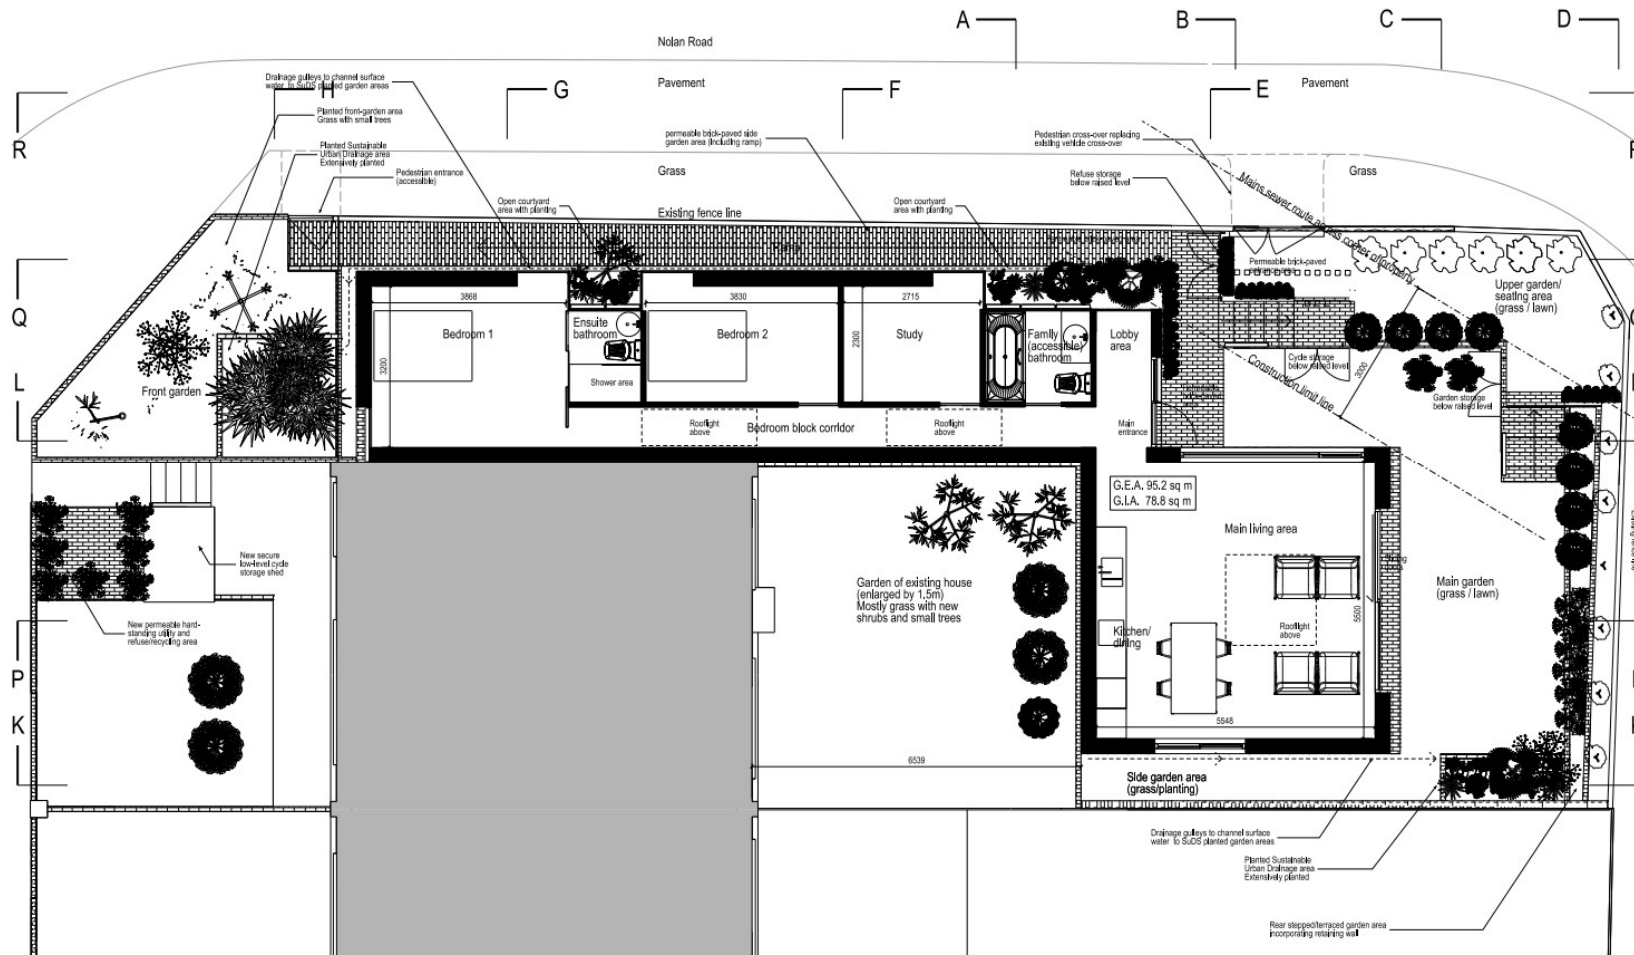 A
B
C
D
Nolan Road
Drainage gulleys to channel surface
water to SuDS planted garden areas
Pavement
Pavement
H
G
F
E
R
Planted front-garden area
Grass with small trees
permeable brick-paved side
garden area (including ramp)
Pedestrian cross-over replacing
existing vehicle cross-over
Planted Sustainable
Urban Drainage area
Extensively planted
Pedestrian entrance
(accessible)
Grass
Refuse storage
below raised level
Grass
Mains sewer route across corner of property
Open courtyard
area with planting
Open courtyard
area with planting
Existing fence line
Ramp
Permeable brick-paved
entrance area
Upper garden/
seating area
(grass / lawn)
Q
3868
3830
2715
Bedroom 1
Ensuite
bathroom
Bedroom 2
Study
2300
Family
(accessible)
bathroom
Lobby
area
3200
Cycle storage
below raised level
3000
Construction limit line
Shower area
L
Front garden
Garden storage
below raised level
Rooflight
above
Bedroom block corridor
Rooflight
above
Main
entrance
G.E.A. 95.2 sq m
G.I.A. 78.8 sq m
Main living area
New secure
low-level cycle
storage shed
Garden of existing house
(enlarged by 1.5m)
Mostly grass with new
shrubs and small trees
Main garden
(grass / lawn)
New permeable hard-
standing utility and
refuse/recycling area
Kitchen/
dining
Rooflight
above
5500
P
K
5548
6539
Side garden area
(grass/planting)
Drainage gulleys to channel surface
water to SuDS planted garden areas
Planted Sustainable
Urban Drainage area
Extensively planted
Rear stepped/terraced garden area
incorporating retaining wall